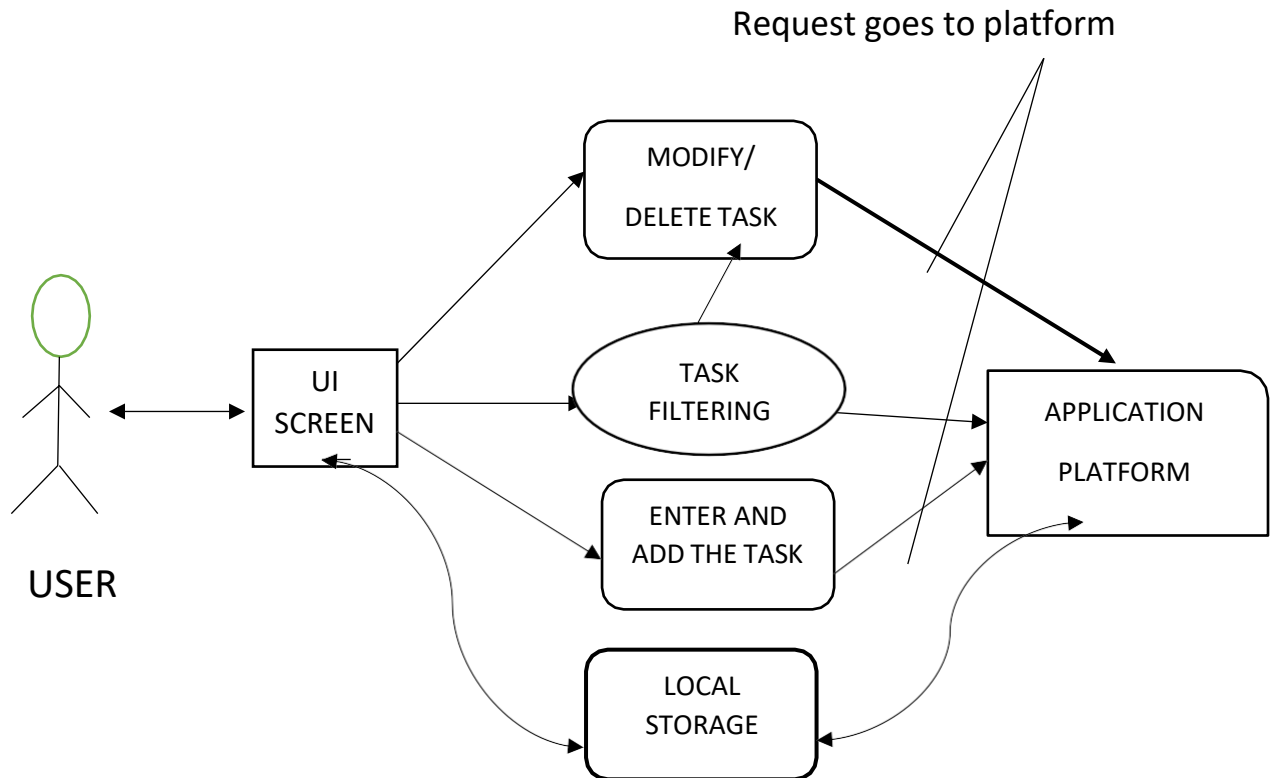 Request goes to platform
MODIFY/
DELETE TASK
UI
SCREEN
TASK
FILTERING
APPLICATION
PLATFORM
ENTER AND
ADD THE TASK
USER
LOCAL
STORAGE